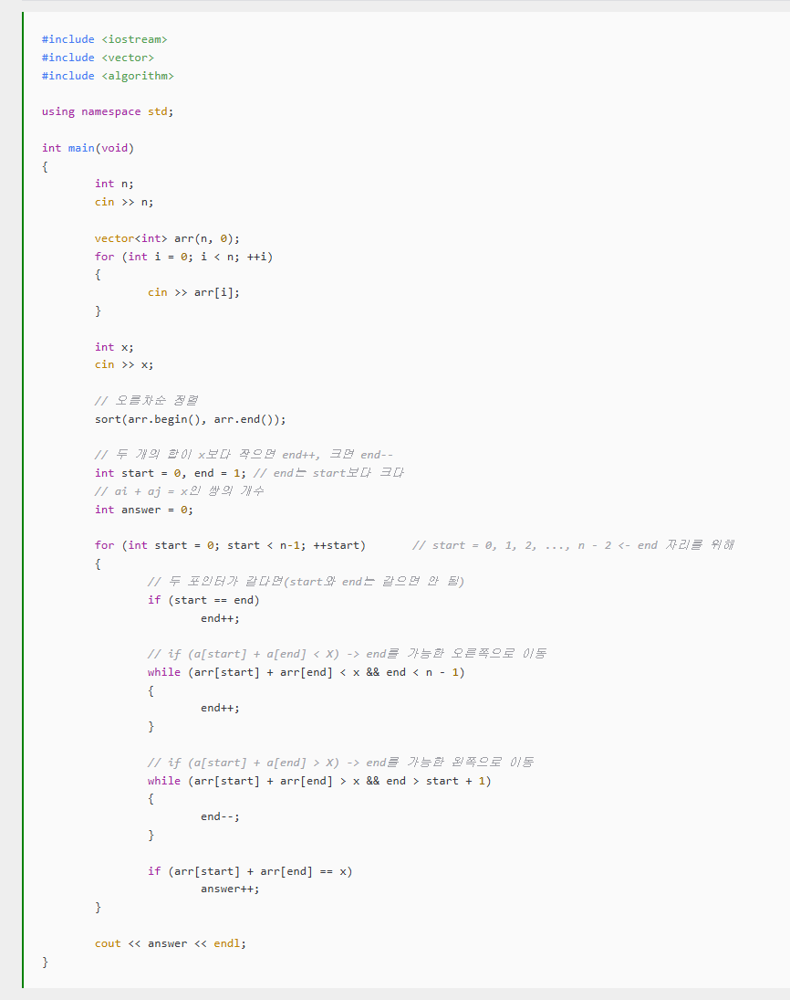 #include <iostream>
#include <vector>
#include <algorithm>
using namespace std;
int main(void)
{
int n;
cin >> n;
vector<int> arr(n, 0);
for (int i = 0; i < n; ++i)
{
cin >> arr[i];
}
int x;
cin >> x;
// 오름차순 정렬
sort(arr.begin(), arr.end());
// 두 개의 합이 x보다 작으면 end++, 크면 end--
int start = 0, end = 1; // end는 start보다 크다
// ai + aj = x인 쌍의 개수
int answer = 0;
for (int start = 0; start < n-1; ++start) // start = 0, 1, 2, ..., n - 2 <- end 자리를 위해
{
// 두 포인터가 같다면(start와 end는 같으면 안 됨)
if (start == end)
end++;
// if (a[start] + a[end] < X) -> end를 가능한 오른쪽으로 이동
while (arr[start] + arr[end] < x && end < n - 1)
{
end++;
}
// if (a[start] + a[end] > X) -> end를 가능한 왼쪽으로 이동
while (arr[start] + arr[end] > x && end > start + 1)
{
end--;
}
if (arr[start] + arr[end] == x)
answer++;
}
cout << answer << endl;
}